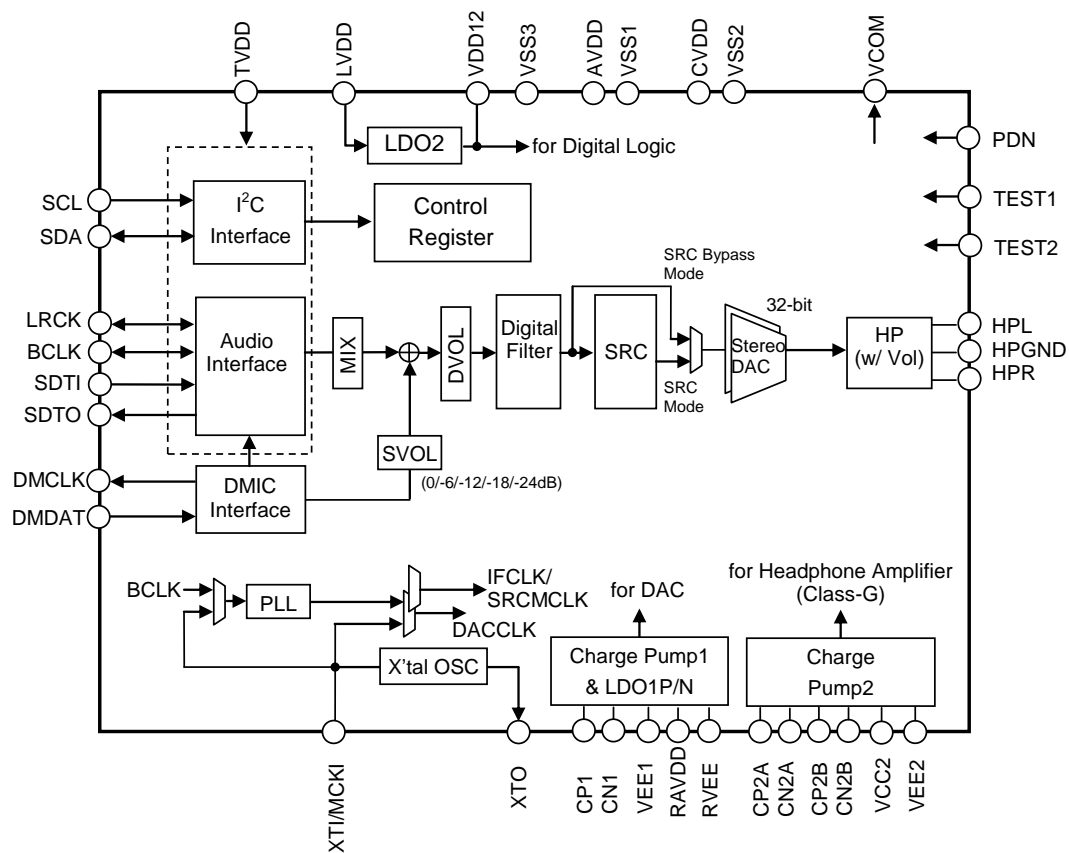 TVDD
LVDD
VDD12
VSS3
AVDD
VSS1
CVDD
VSS2
VCOM
LDO2
for Digital Logic
PDN
TEST1
TEST2
SCL
SDA
I²C
Interface
Control
Register
SRC Bypass
Mode
LRCK
BCLK
SDTI
SDTO
Audio
Interface
MIX
DVOL
Digital
Filter
SRC
SRC
Mode
32-bit
Stereo
DAC
HP
(w/ Vol)
HPL
HPGND
HPR
SVOL
(0/-6/-12/-18/-24dB)
DMCLK
DMDAT
DMIC
Interface
BCLK
PLL
IFCLK/
SRCMCLK
DACCLK
X'tal OSC
for DAC
Charge Pump1
& LDO1P/N
for Headphone Amplifier
(Class-G)
Charge
Pump2
XTI/MCKI
XTO
CP1
CN1
VEE1
RAVDD
RVEE
CP2A
CN2A
CP2B
CN2B
VCC2
VEE2